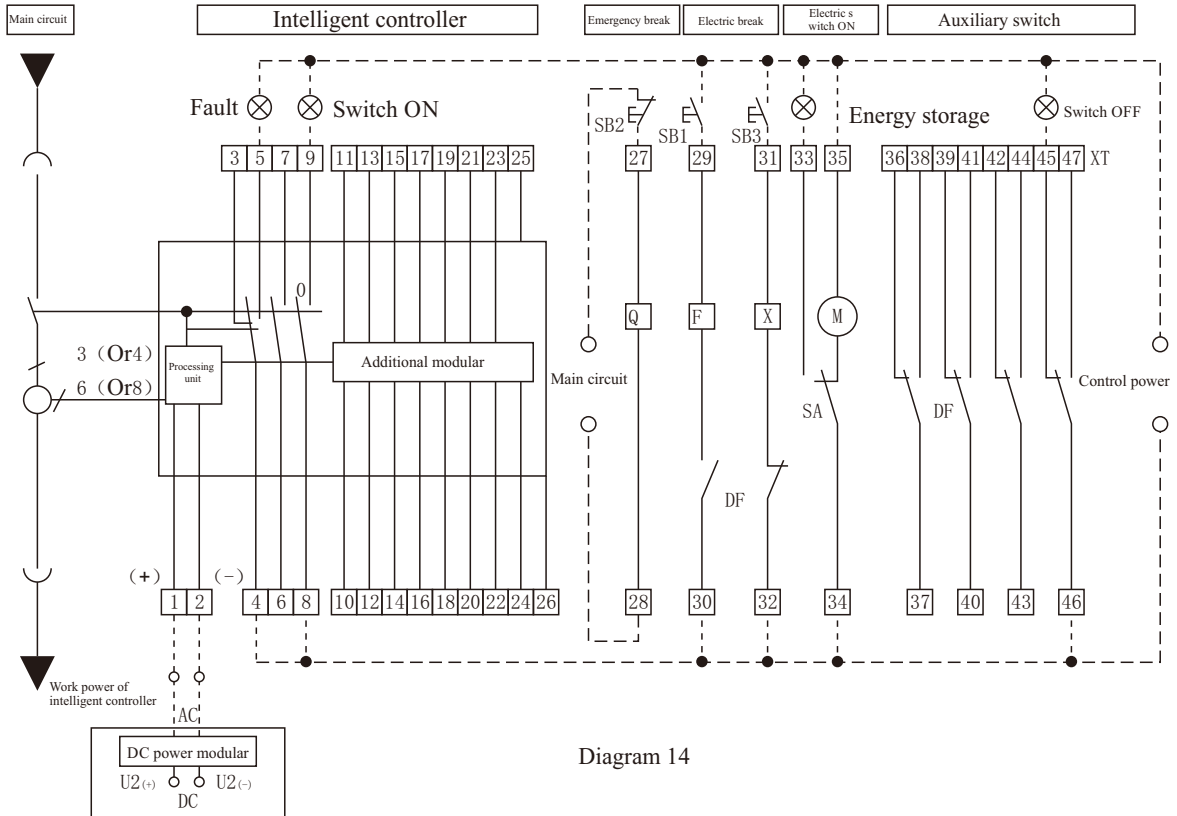 Main circuit
Intelligent controller
Emergency break
Electric break
Electric s
witch ON
Auxiliary switch
Fault
Switch ON
SB2
SB1
SB3
Energy storage
Switch OFF
3 5 7 9 11 13 15 17 19 21 23 25 27 29 31 33 35 36 38 39 41 42 44 45 47 XT
0
Q F X M
3 (Or4)
Processing
unit
Additional modular
6 (Or8)
Main circuit
Control power
SA
DF
DF
(+) (-)
1 2 4 6 8 10 12 14 16 18 20 22 24 26 28 30 32 34 37 40 43 46
Work power of
intelligent controller
AC
DC power modular
U2(+) U2(-)
DC
Diagram 14